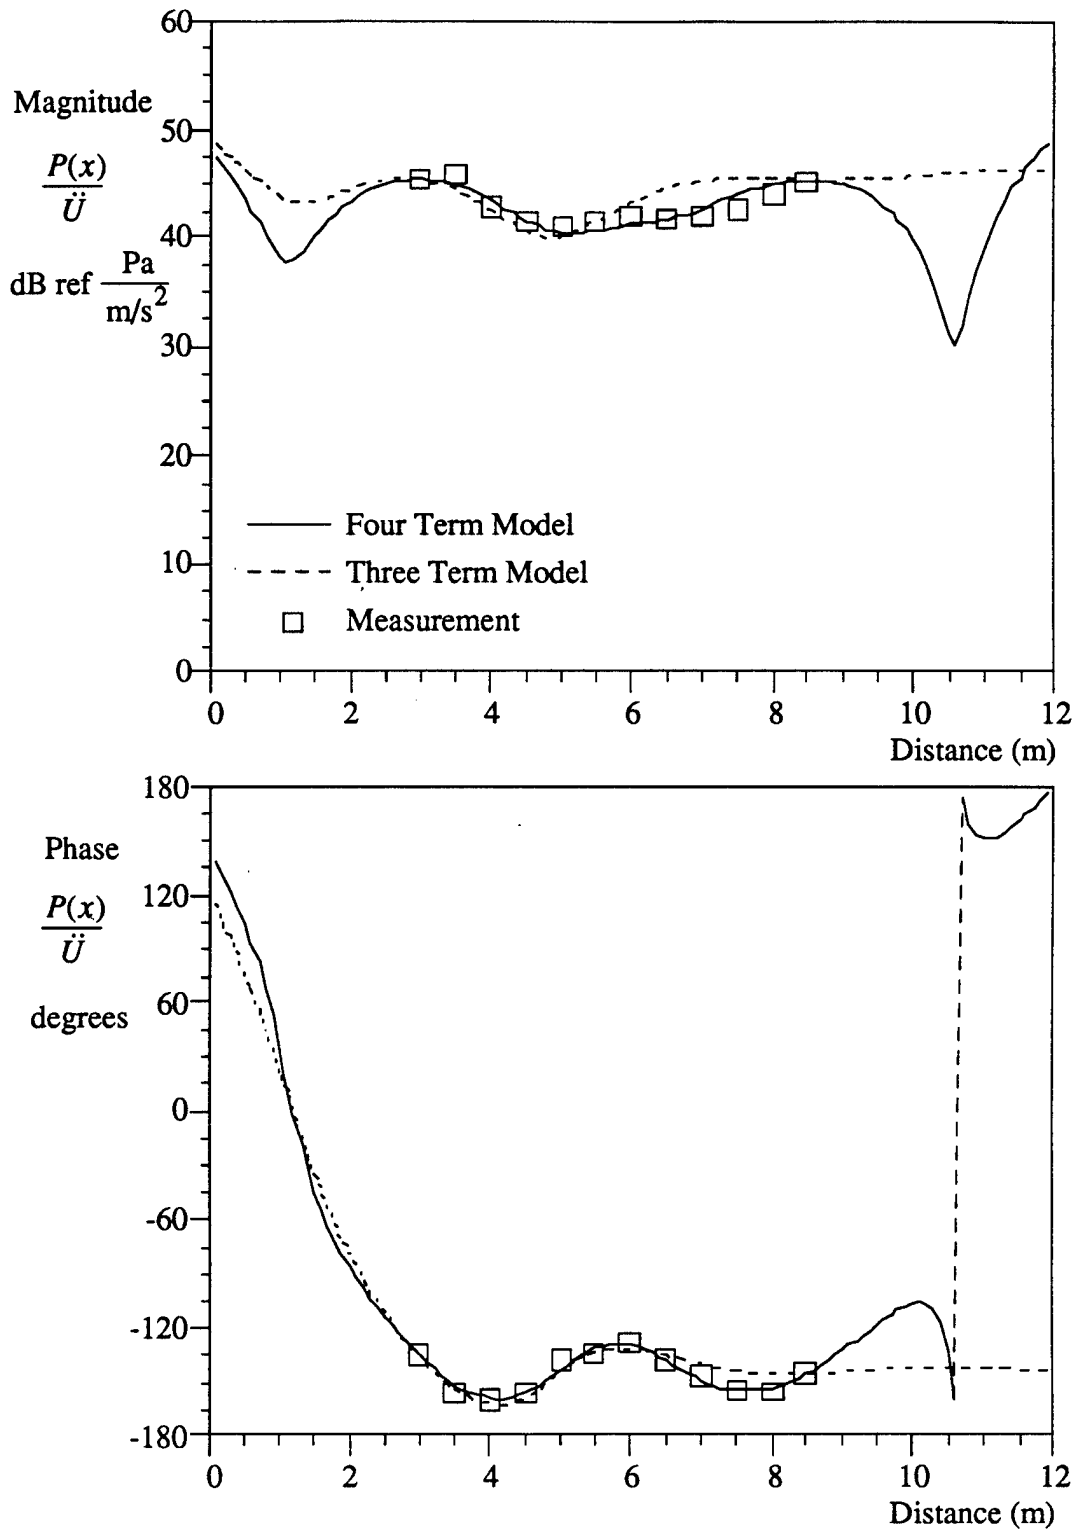 60
Magnitude
50
P(x)
Ü
40
dB ref Pa
m/s²
30
20
Four Term Model
10
Three Term Model
Measurement
0
0 2 4 6 8 10 12
Distance (m)
180
Phase
120
P(x)
Ü
60
degrees
0
-60
-120
-180
0 2 4 6 8 10 12
Distance (m)